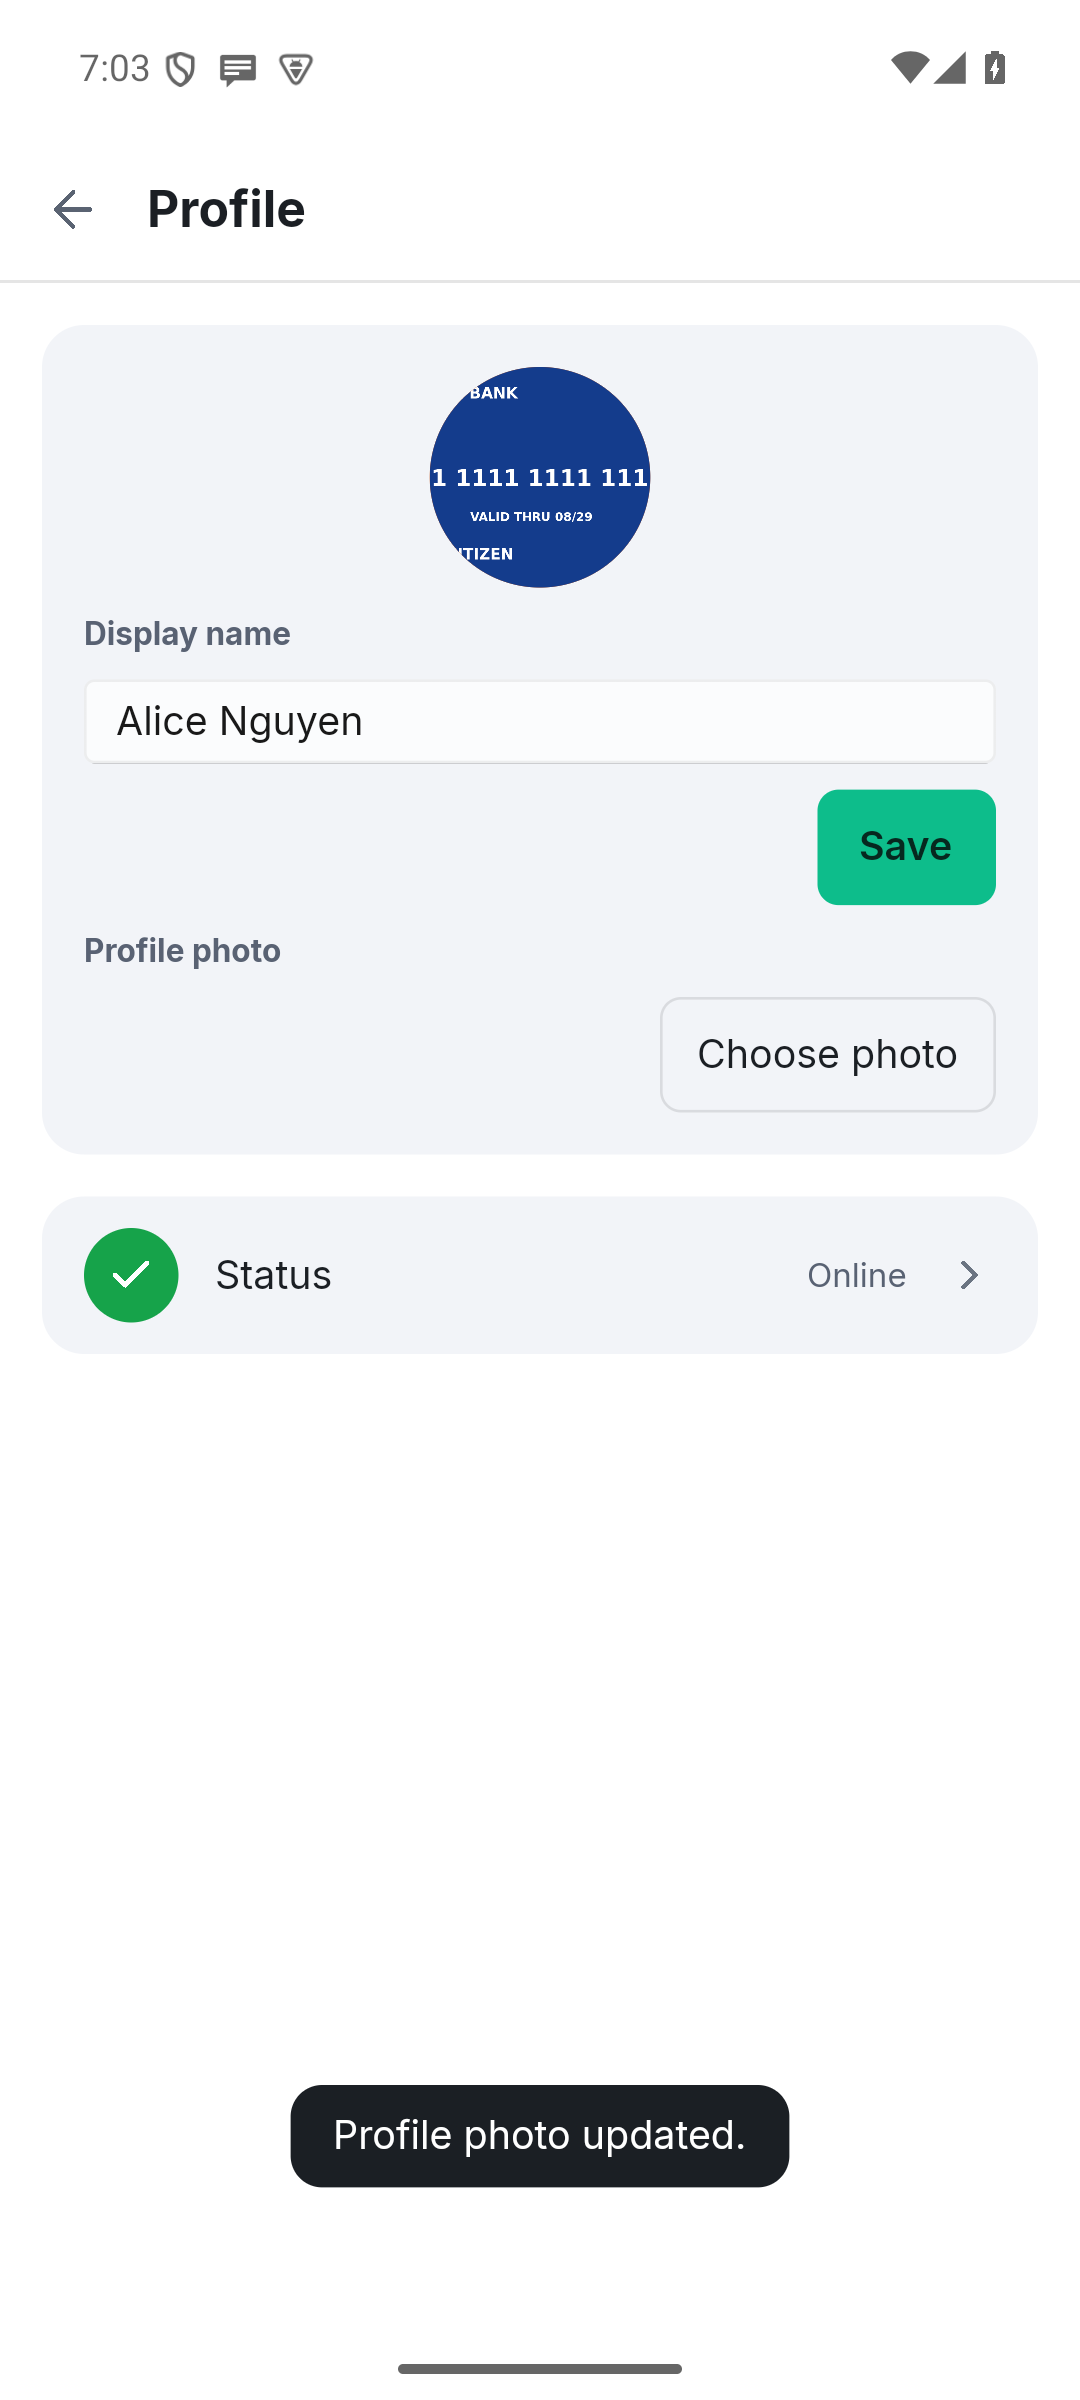 7:03
Profile
BANK
1 1111 1111 111
VALID THRU 08/29
ITIZEN
Display name
Alice Nguyen
Save
Profile photo
Choose photo
Status
Online
Profile photo updated.